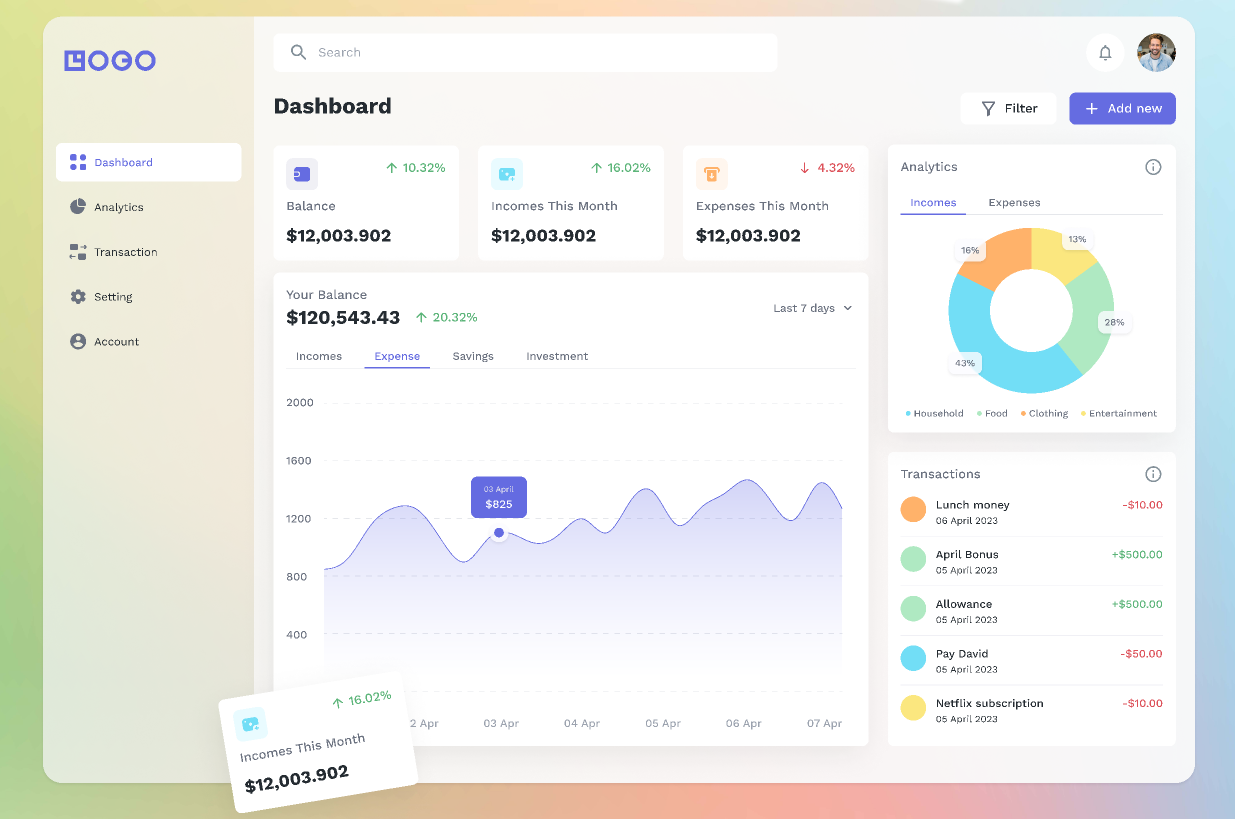 LOGO
Search
Dashboard
Filter
+ Add new
Dashboard
Analytics
Transaction
Setting
Account
10.32%
Balance
$12,003.902
16.02%
Incomes This Month
$12,003.902
4.32%
Expenses This Month
$12,003.902
Your Balance
$120,543.43 20.32%
Last 7 days
Incomes Expense Savings Investment
2000
1600
1200
800
400
03 April
$825
2 Apr 03 Apr 04 Apr 05 Apr 06 Apr 07 Apr
16.02%
Incomes This Month
$12,003.902
Analytics
Incomes Expenses
16%
13%
28%
43%
Household Food Clothing Entertainment
Transactions
Lunch money -$10.00
06 April 2023
April Bonus +$500.00
05 April 2023
Allowance +$500.00
05 April 2023
Pay David -$50.00
05 April 2023
Netflix subscription -$10.00
05 April 2023